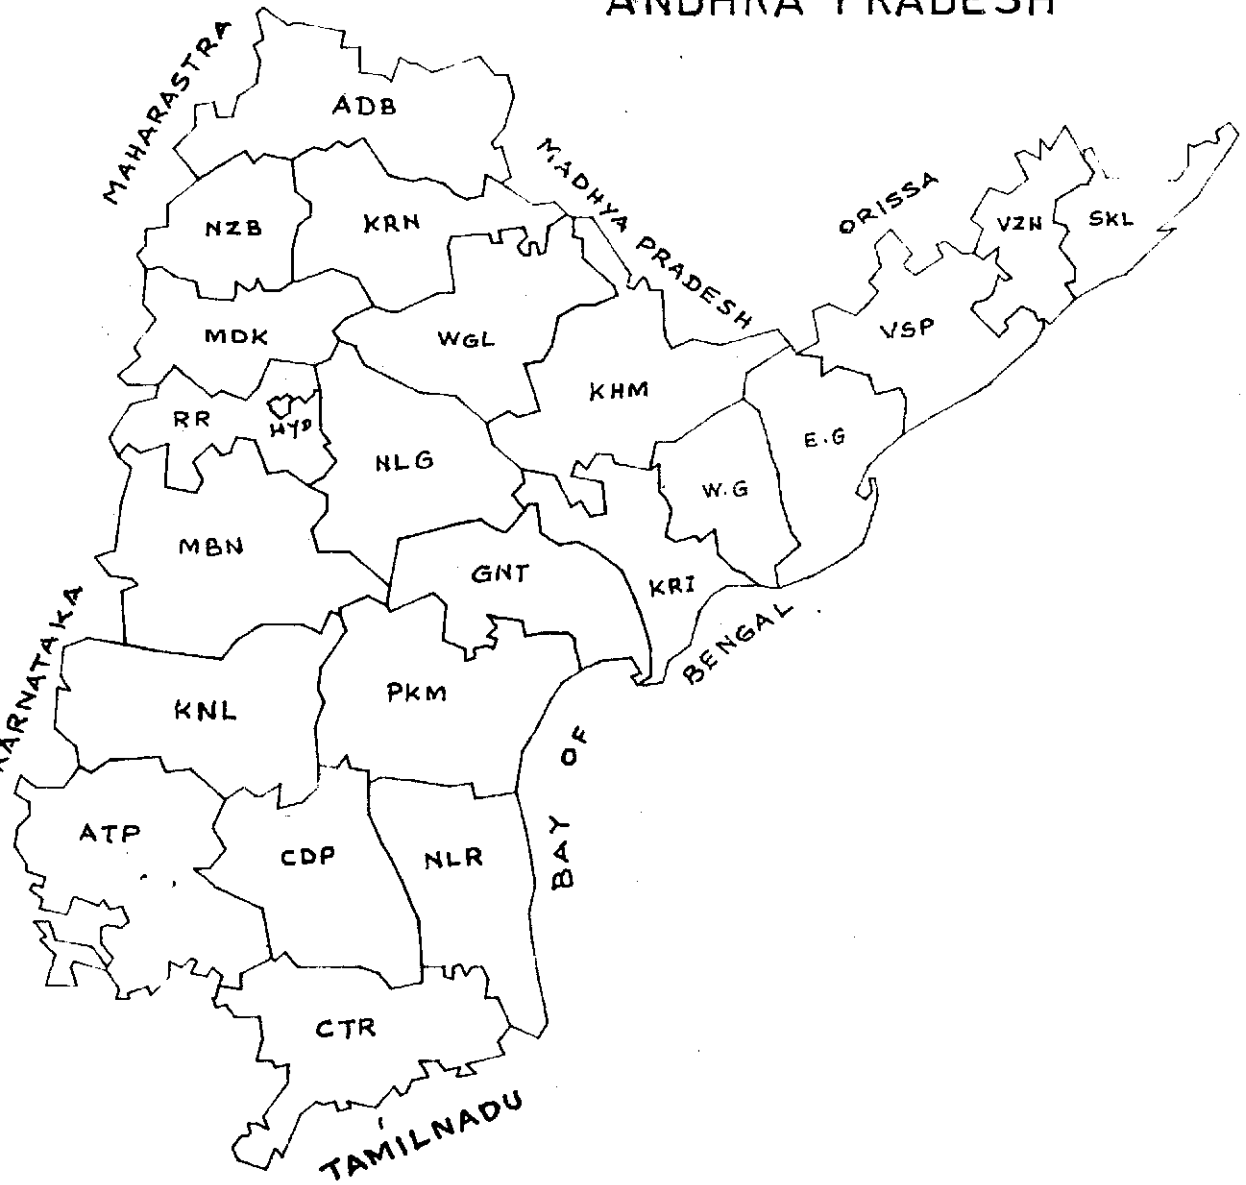 ANDHRA PRADESH
MAHARASTRA
ADB
MADHYA PRADESH
ORISSA
NZB
KRN
VZN
SKL
MDK
WGL
VSP
RR
HYD
KHM
NLG
E.G
W.G
MBN
GNT
KRI
KARNATAKA
BENGAL
KNL
PKM
OF
ATP
CDP
NLR
BAY
CTR
TAMILNADU